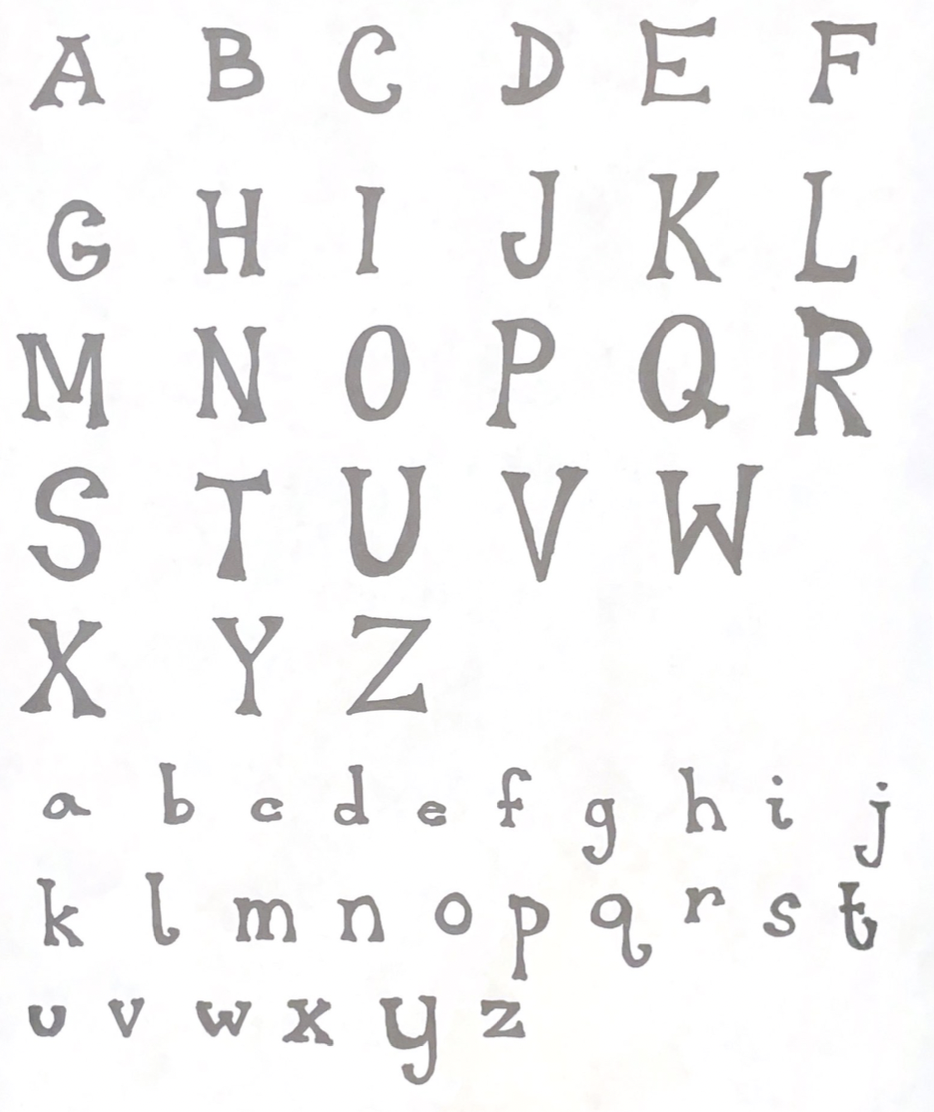 A B C D E F
G H I J K L
M N O P Q R
S T U V W
X Y Z
a b c d e f g h i j
k l m n o p q r s t
u v w x y z